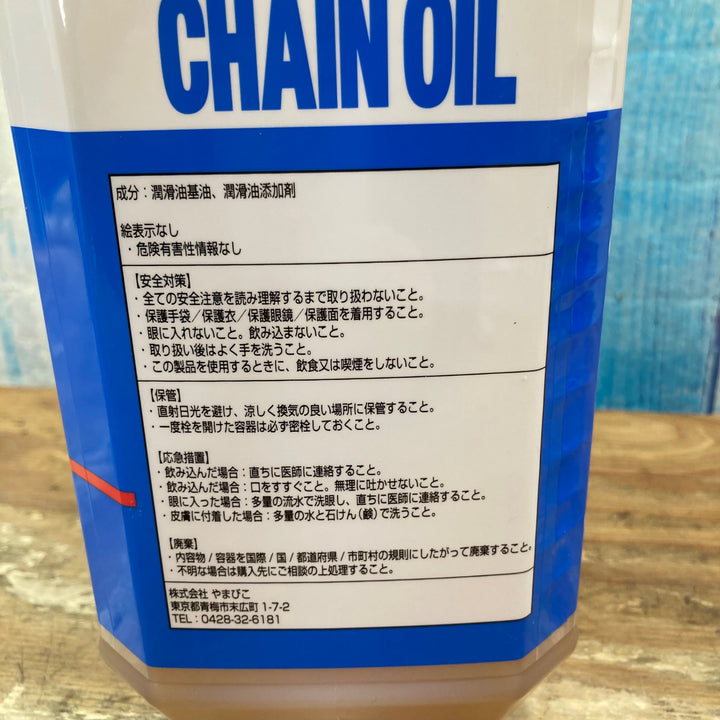 CHAIN OIL
成分：潤滑油基油、潤滑油添加剤
絵表示なし
・危険有害性情報なし
【安全対策】
・全ての安全注意を読み理解するまで取り扱わないこと。
・保護手袋／保護衣／保護眼鏡／保護面を着用すること。
・眼に入れないこと。飲み込まないこと。
・取り扱い後はよく手を洗うこと。
・この製品を使用するときに、飲食又は喫煙をしないこと。
【保管】
・直射日光を避け、涼しく換気の良い場所に保管すること。
・一度栓を開けた容器は必ず密栓しておくこと。
【応急措置】
・飲み込んだ場合：直ちに医師に連絡すること。
・飲み込んだ場合：口をすすぐこと。無理に吐かせないこと。
・眼に入った場合：多量の流水で洗眼し、直ちに医師に連絡すること。
・皮膚に付着した場合：多量の水と石けん（鹸）で洗うこと。
【廃棄】
・内容物／容器を国際／国／都道府県／市町村の規則にしたがって廃棄すること。
・不明な場合は購入先にご相談の上処理すること。
株式会社 やまびこ
東京都青梅市末広町 1-7-2
TEL：0428-32-6181